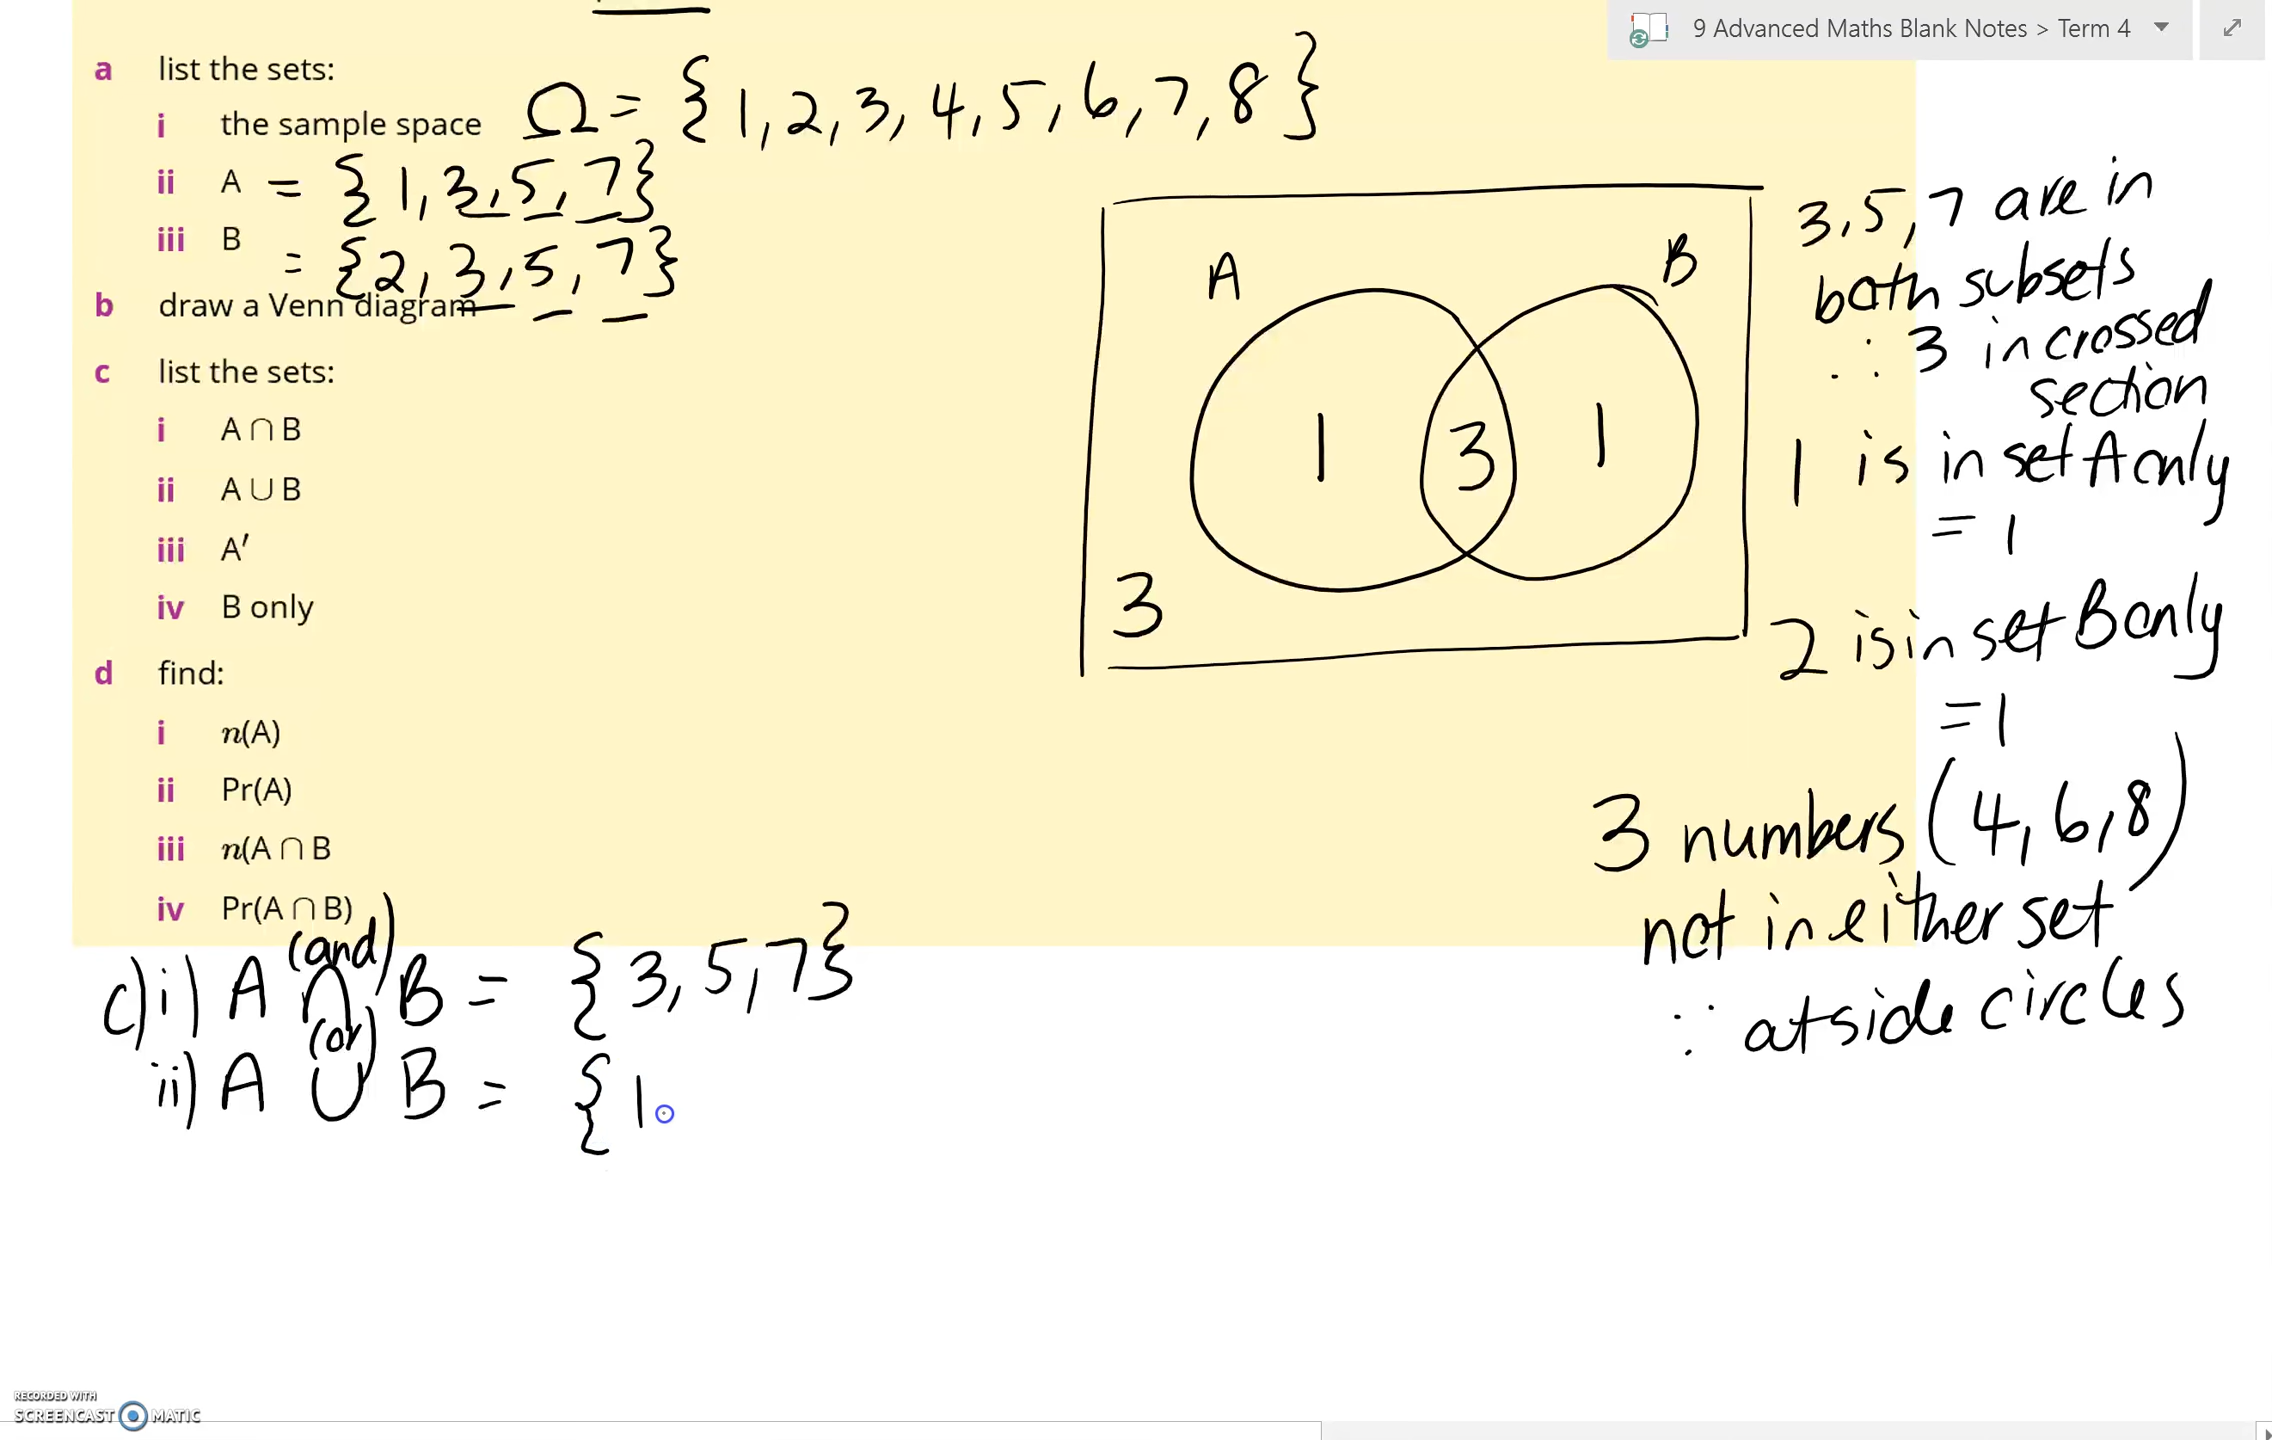 9 Advanced Maths Blank Notes > Term 4
a list the sets:
i the sample space Ω = {1, 2, 3, 4, 5, 6, 7, 8}
ii A = {1, 3, 5, 7}
iii B = {2, 3, 5, 7}
b draw a Venn diagram
c list the sets:
i A ∩ B
ii A ∪ B
iii A′
iv B only
d find:
i n(A)
ii Pr(A)
iii n(A ∩ B
iv Pr(A ∩ B)
A B
1 3 1
3
3, 5, 7 are in
both subsets
∴ 3 in crossed
section
1 is in set A only
= 1
2 is in set B only
= 1
3 numbers (4, 6, 8)
not in either set
∴ outside circles
(and)
c) i) A ∩ B = {3, 5, 7}
(or)
ii) A ∪ B = {1
RECORDED WITH
SCREENCAST MATIC